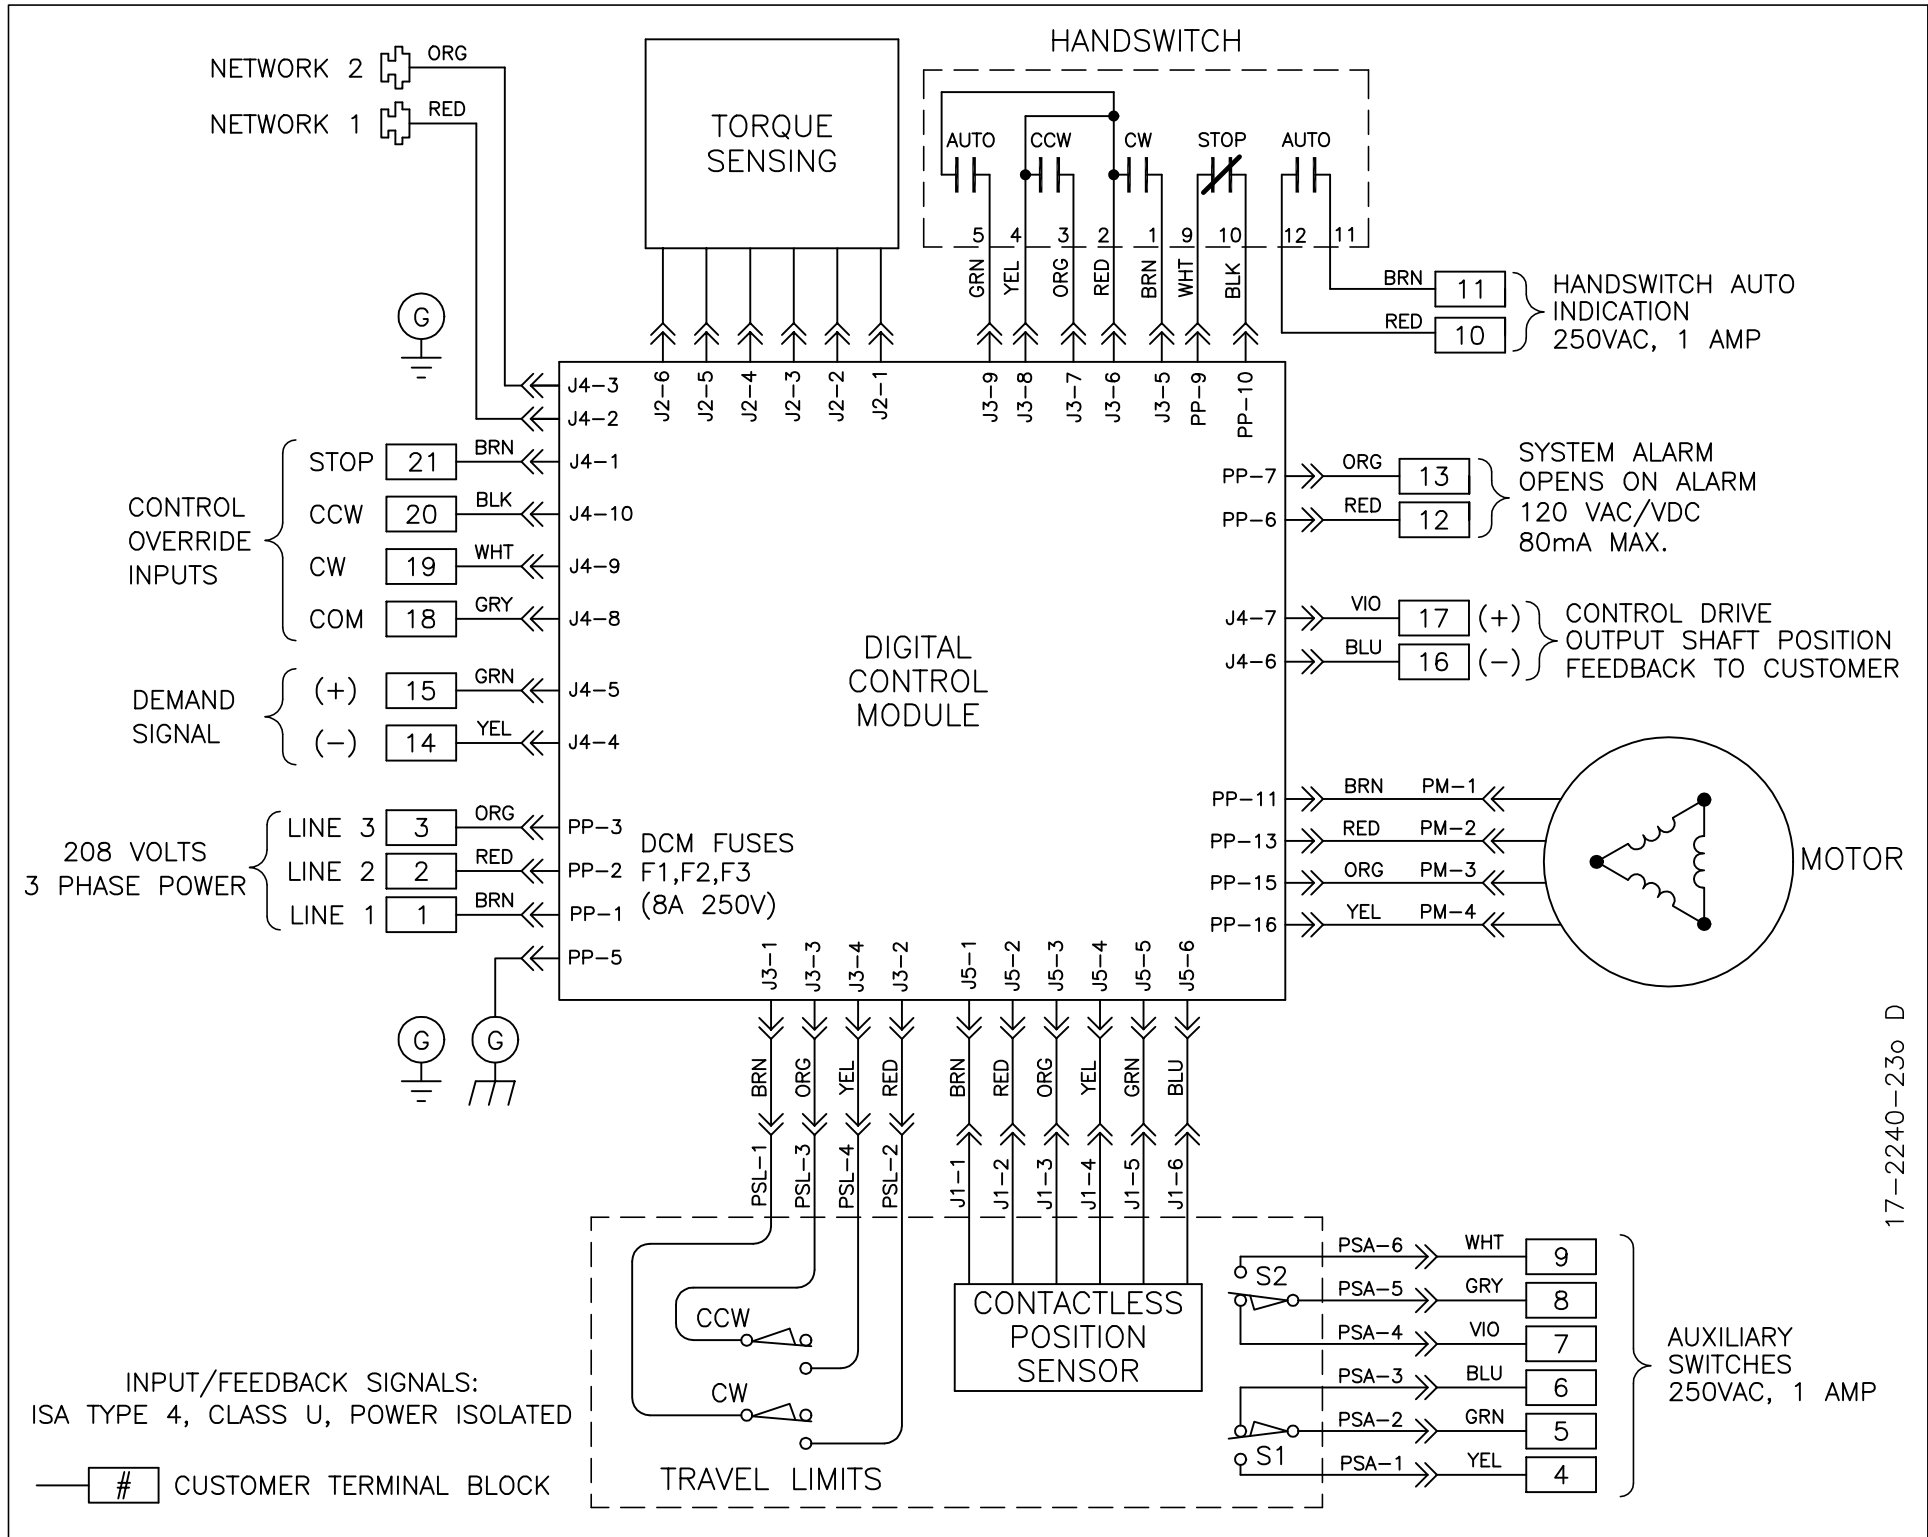 NETWORK 2
ORG
NETWORK 1
RED
TORQUE
SENSING
HANDSWITCH
AUTO
CCW
CW
STOP
AUTO
5
4
3
2
1
9
10
12
11
GRN
YEL
ORG
RED
BRN
WHT
BLK
BRN
11
RED
10
HANDSWITCH AUTO
INDICATION
250VAC, 1 AMP
G
J4-3
J4-2
J2-6
J2-5
J2-4
J2-3
J2-2
J2-1
J3-9
J3-8
J3-7
J3-6
J3-5
PP-9
PP-10
CONTROL
OVERRIDE
INPUTS
STOP
21
BRN
J4-1
CCW
20
BLK
J4-10
CW
19
WHT
J4-9
COM
18
GRY
J4-8
DEMAND
SIGNAL
(+)
15
GRN
J4-5
(-)
14
YEL
J4-4
208 VOLTS
3 PHASE POWER
LINE 3
3
ORG
PP-3
LINE 2
2
RED
PP-2
LINE 1
1
BRN
PP-1
PP-5
DCM FUSES
F1,F2,F3
(8A 250V)
DIGITAL
CONTROL
MODULE
PP-7
ORG
13
PP-6
RED
12
SYSTEM ALARM
OPENS ON ALARM
120 VAC/VDC
80mA MAX.
J4-7
VIO
17
(+)
J4-6
BLU
16
(-)
CONTROL DRIVE
OUTPUT SHAFT POSITION
FEEDBACK TO CUSTOMER
PP-11
BRN
PM-1
PP-13
RED
PM-2
PP-15
ORG
PM-3
PP-16
YEL
PM-4
MOTOR
G
G
J3-1
J3-3
J3-4
J3-2
J5-1
J5-2
J5-3
J5-4
J5-5
J5-6
BRN
ORG
YEL
RED
BRN
RED
ORG
YEL
GRN
BLU
PSL-1
PSL-3
PSL-4
PSL-2
J1-1
J1-2
J1-3
J1-4
J1-5
J1-6
CCW
CW
TRAVEL LIMITS
CONTACTLESS
POSITION
SENSOR
S2
S1
PSA-6
WHT
9
PSA-5
GRY
8
PSA-4
VIO
7
PSA-3
BLU
6
PSA-2
GRN
5
PSA-1
YEL
4
AUXILIARY
SWITCHES
250VAC, 1 AMP
17-2240-23o D
INPUT/FEEDBACK SIGNALS:
ISA TYPE 4, CLASS U, POWER ISOLATED
#
CUSTOMER TERMINAL BLOCK